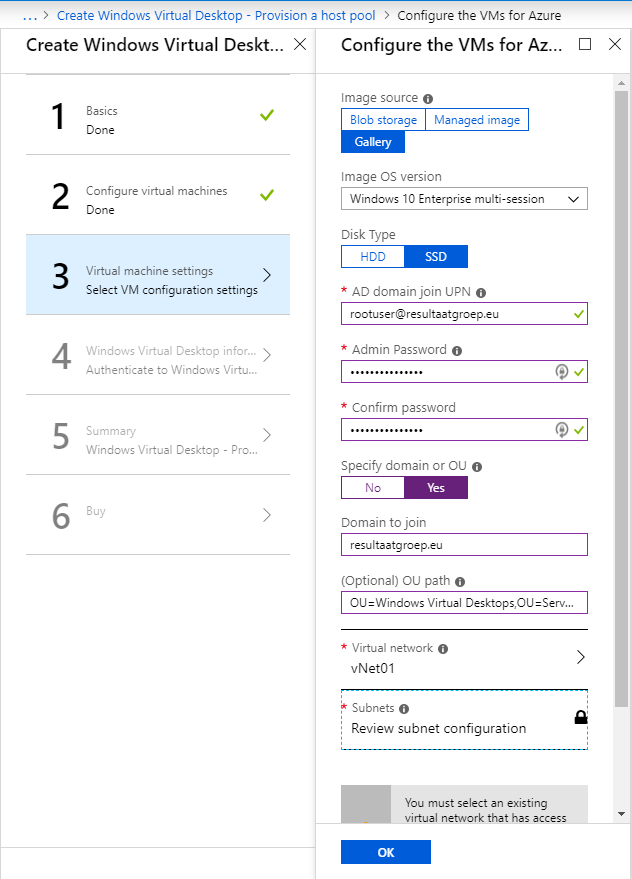 ... > Create Windows Virtual Desktop - Provision a host pool > Configure the VMs for Azure
Create Windows Virtual Deskt...
1
Basics
Done
2
Configure virtual machines
Done
3
Virtual machine settings
Select VM configuration settings
4
Windows Virtual Desktop infor...
Authenticate to Windows Virtu...
5
Summary
Windows Virtual Desktop - Pro...
6
Buy
Configure the VMs for Az...
Image source
Blob storage
Managed image
Gallery
Image OS version
Windows 10 Enterprise multi-session
Disk Type
HDD
SSD
* AD domain join UPN
rootuser@resultaatgroep.eu
* Admin Password
•••••••••••••••
* Confirm password
•••••••••••••••
Specify domain or OU
No
Yes
Domain to join
resultaatgroep.eu
(Optional) OU path
OU=Windows Virtual Desktops,OU=Serv...
* Virtual network
vNet01
* Subnets
Review subnet configuration
You must select an existing
virtual network that has access
OK